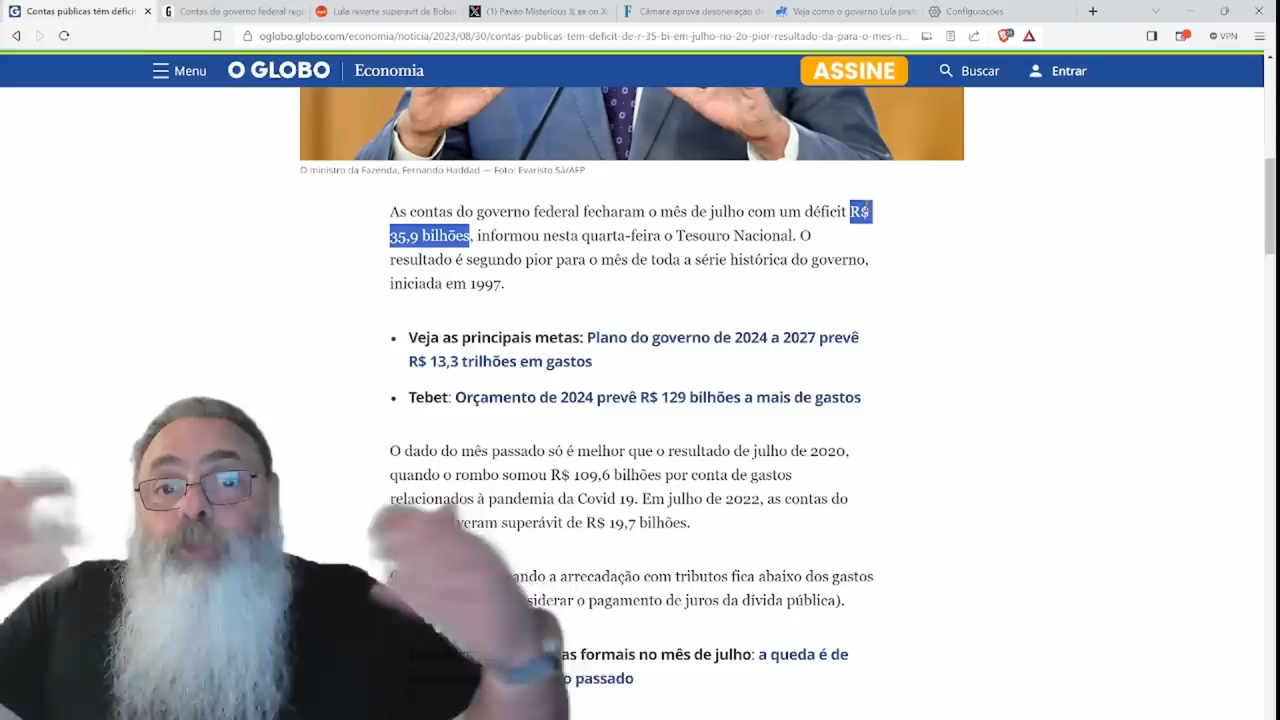 Contas públicas têm déficit
Contas do governo federal regi
Lula reverte superavit de Bolso
(1) Pavão Misterious
on X
Câmara aprova desoneração da
Veja como o governo Lula pret
Configurações
oglobo.globo.com/economia/noticia/2023/08/30/contas-publicas-tem-deficit-de-r-35-bi-em-julho-no-2o-pior-resultado-da-para-o-mes-n...
VPN
Menu
O GLOBO
Economia
ASSINE
Buscar
Entrar
O ministro da Fazenda, Fernando Haddad — Foto: Evaristo Sá/AFP
As contas do governo federal fecharam o mês de julho com um déficit R$
35,9 bilhões, informou nesta quarta-feira o Tesouro Nacional. O
resultado é segundo pior para o mês de toda a série histórica do governo,
iniciada em 1997.
• Veja as principais metas: Plano do governo de 2024 a 2027 prevê
R$ 13,3 trilhões em gastos
• Tebet: Orçamento de 2024 prevê R$ 129 bilhões a mais de gastos
O dado do mês passado só é melhor que o resultado de julho de 2020,
quando o rombo somou R$ 109,6 bilhões por conta de gastos
relacionados à pandemia da Covid 19. Em julho de 2022, as contas do
veram superávit de R$ 19,7 bilhões.
ando a arrecadação com tributos fica abaixo dos gastos
siderar o pagamento de juros da dívida pública).
as formais no mês de julho: a queda é de
o passado